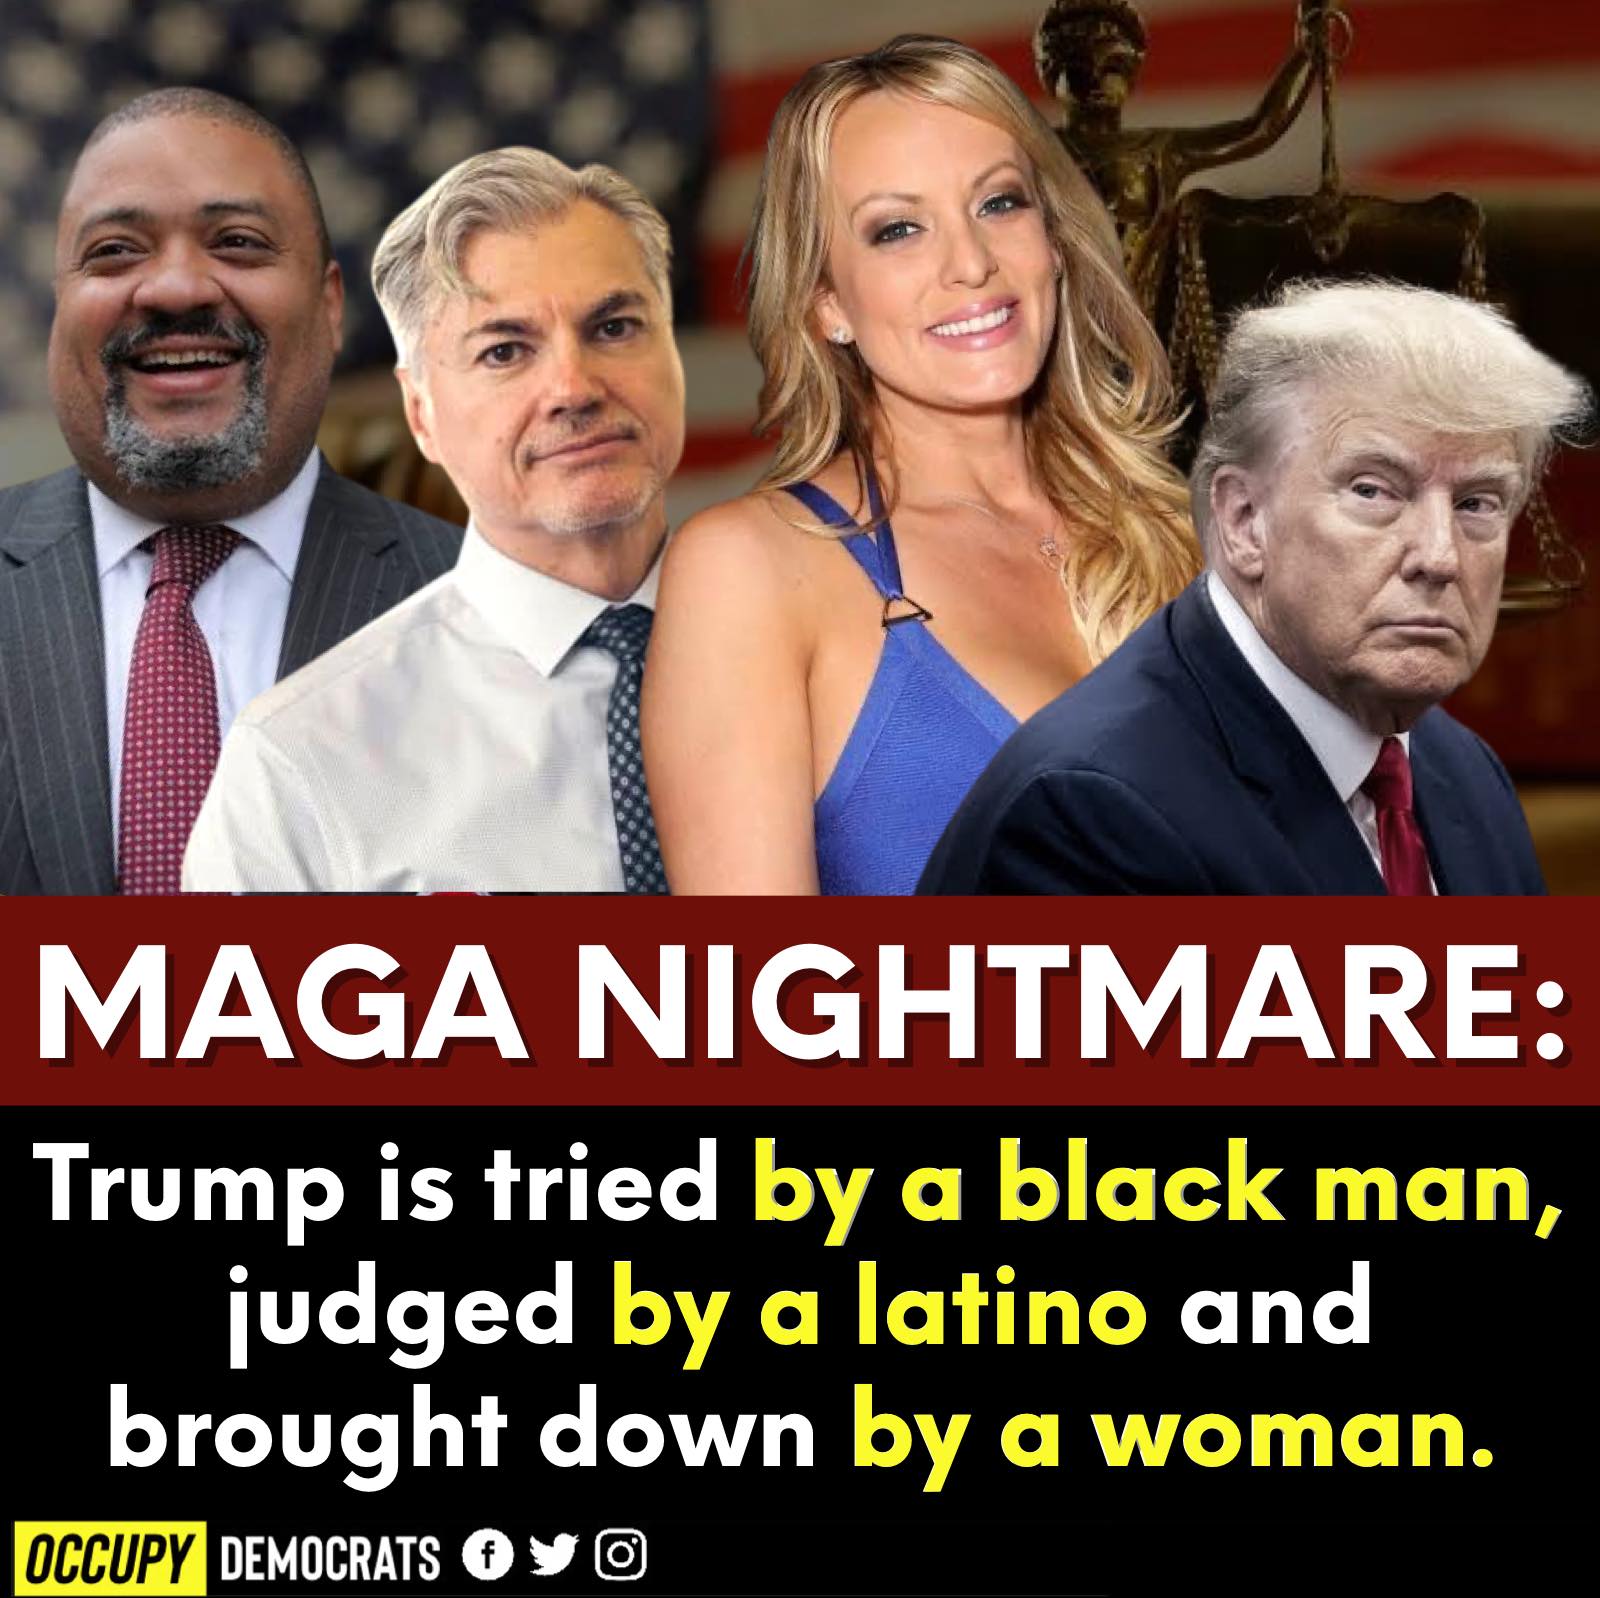 MAGA NIGHTMARE:
Trump is tried by a black man,
judged by a latino and
brought down by a woman.
OCCUPY DEMOCRATS